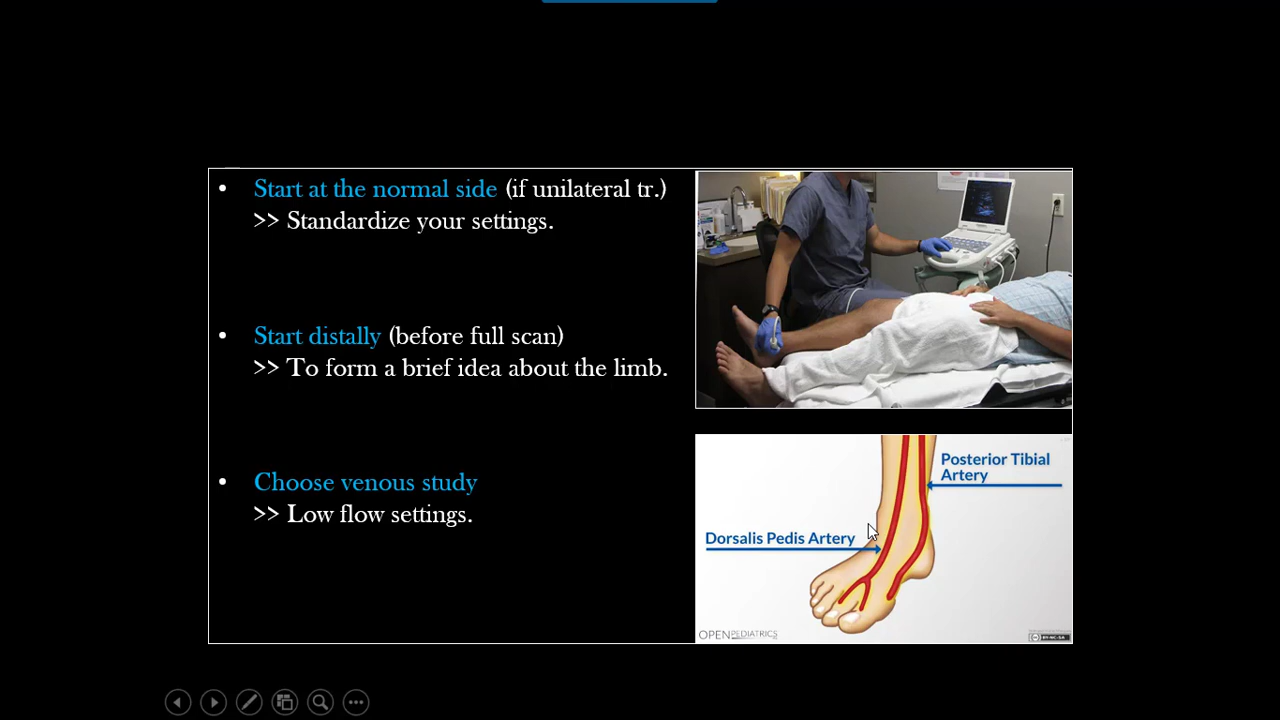 • Start at the normal side (if unilateral tr.)
>> Standardize your settings.
• Start distally (before full scan)
>> To form a brief idea about the limb.
• Choose venous study
>> Low flow settings.
Posterior Tibial
Artery
Dorsalis Pedis Artery
OPENPEDIATRICS